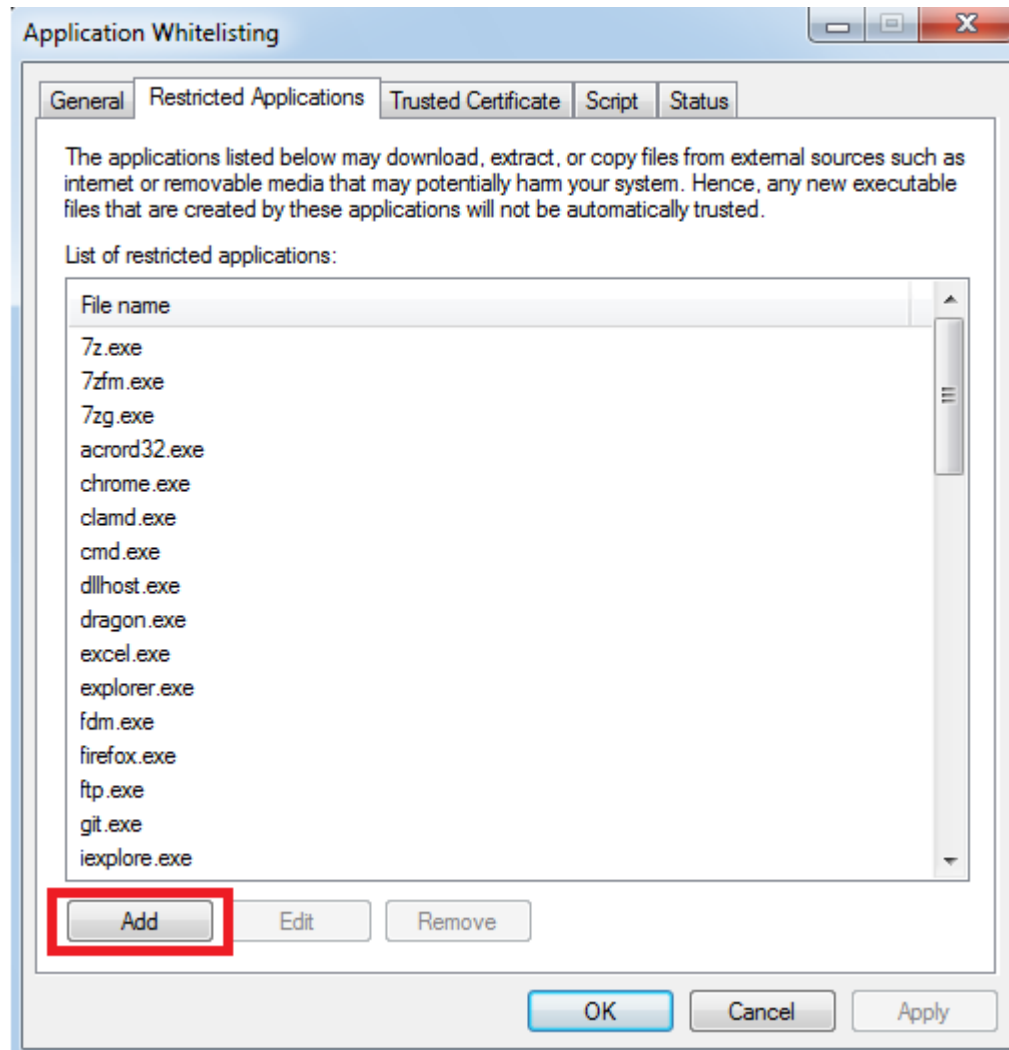 Application Whitelisting
General Restricted Applications Trusted Certificate Script Status
The applications listed below may download, extract, or copy files from external sources such as
internet or removable media that may potentially harm your system. Hence, any new executable
files that are created by these applications will not be automatically trusted.
List of restricted applications:
File name
7z.exe
7zfm.exe
7zg.exe
acrord32.exe
chrome.exe
clamd.exe
cmd.exe
dllhost.exe
dragon.exe
excel.exe
explorer.exe
fdm.exe
firefox.exe
ftp.exe
git.exe
iexplore.exe
Add Edit Remove
OK Cancel Apply